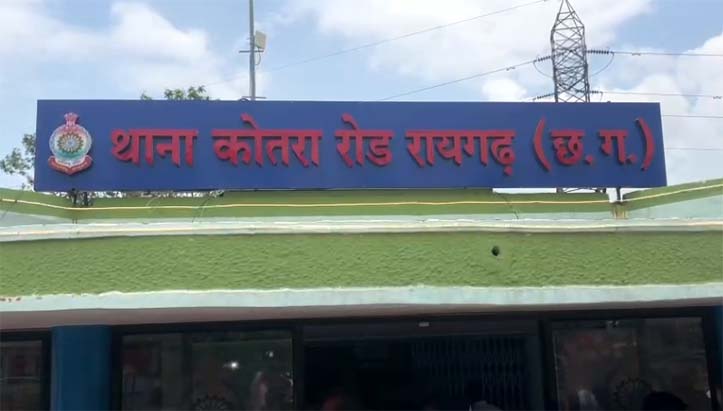 थाना कोतरा रोड रायगढ़ (छ. ग.)